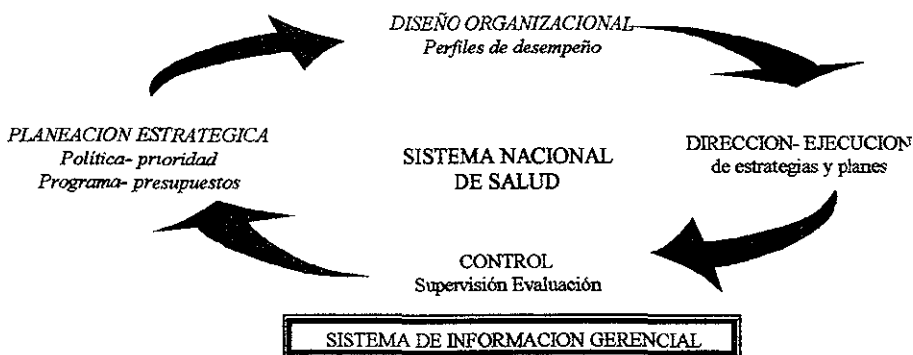 DISEÑO ORGANIZACIONAL
Perfiles de desempeño
PLANEACION ESTRATEGICA
Política- prioridad
Programa- presupuestos
SISTEMA NACIONAL
DE SALUD
DIRECCION- EJECUCION
de estrategias y planes
CONTROL
Supervisión Evaluación
SISTEMA DE INFORMACION GERENCIAL